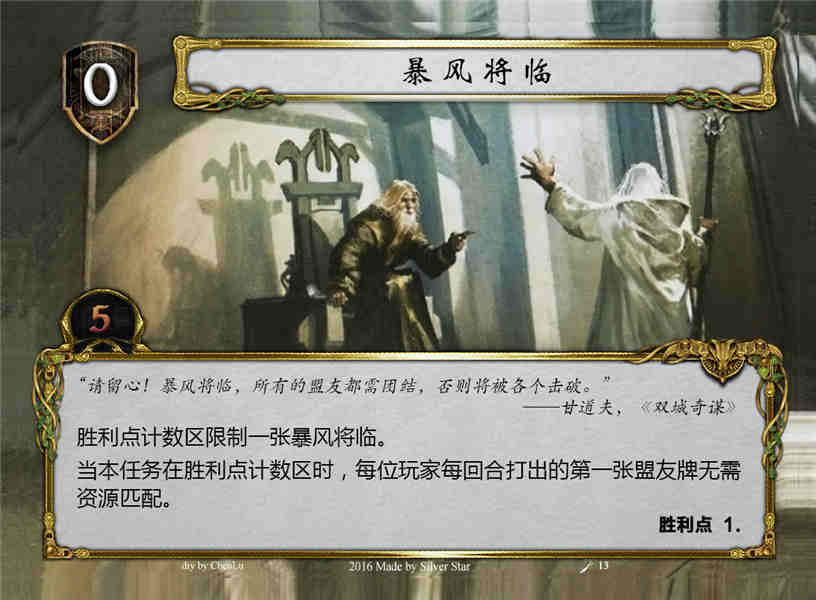 0
暴风将临
5
“请留心！暴风将临，所有的盟友都需团结，否则将被各个击破。”
——甘道夫，《双城奇谋》
胜利点计数区限制一张暴风将临。
当本任务在胜利点计数区时，每位玩家每回合打出的第一张盟友牌无需
资源匹配。
胜利点 1.
diy by ChenLu
2016 Made by Silver Star
13